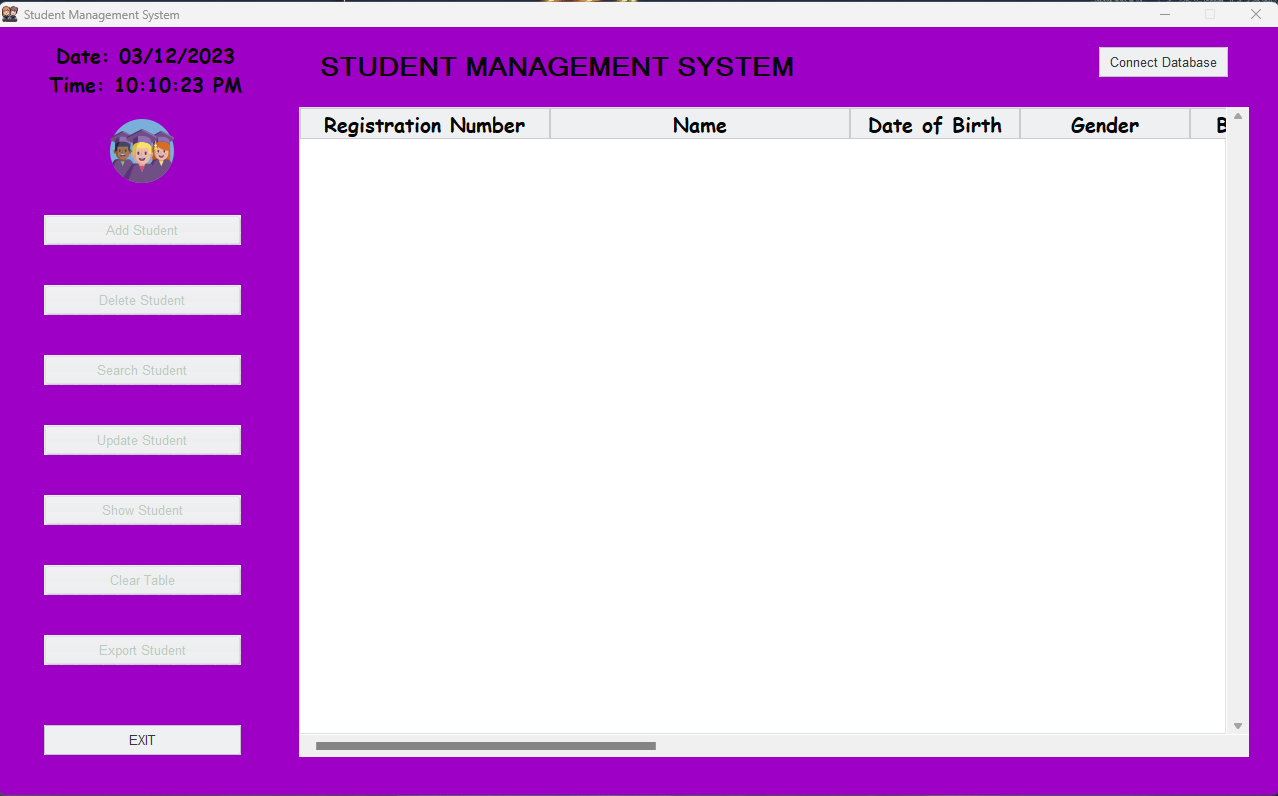 Student Management System
Date: 03/12/2023
Time: 10:10:23 PM
STUDENT MANAGEMENT SYSTEM
Connect Database
Registration Number Name Date of Birth Gender B
Add Student
Delete Student
Search Student
Update Student
Show Student
Clear Table
Export Student
EXIT